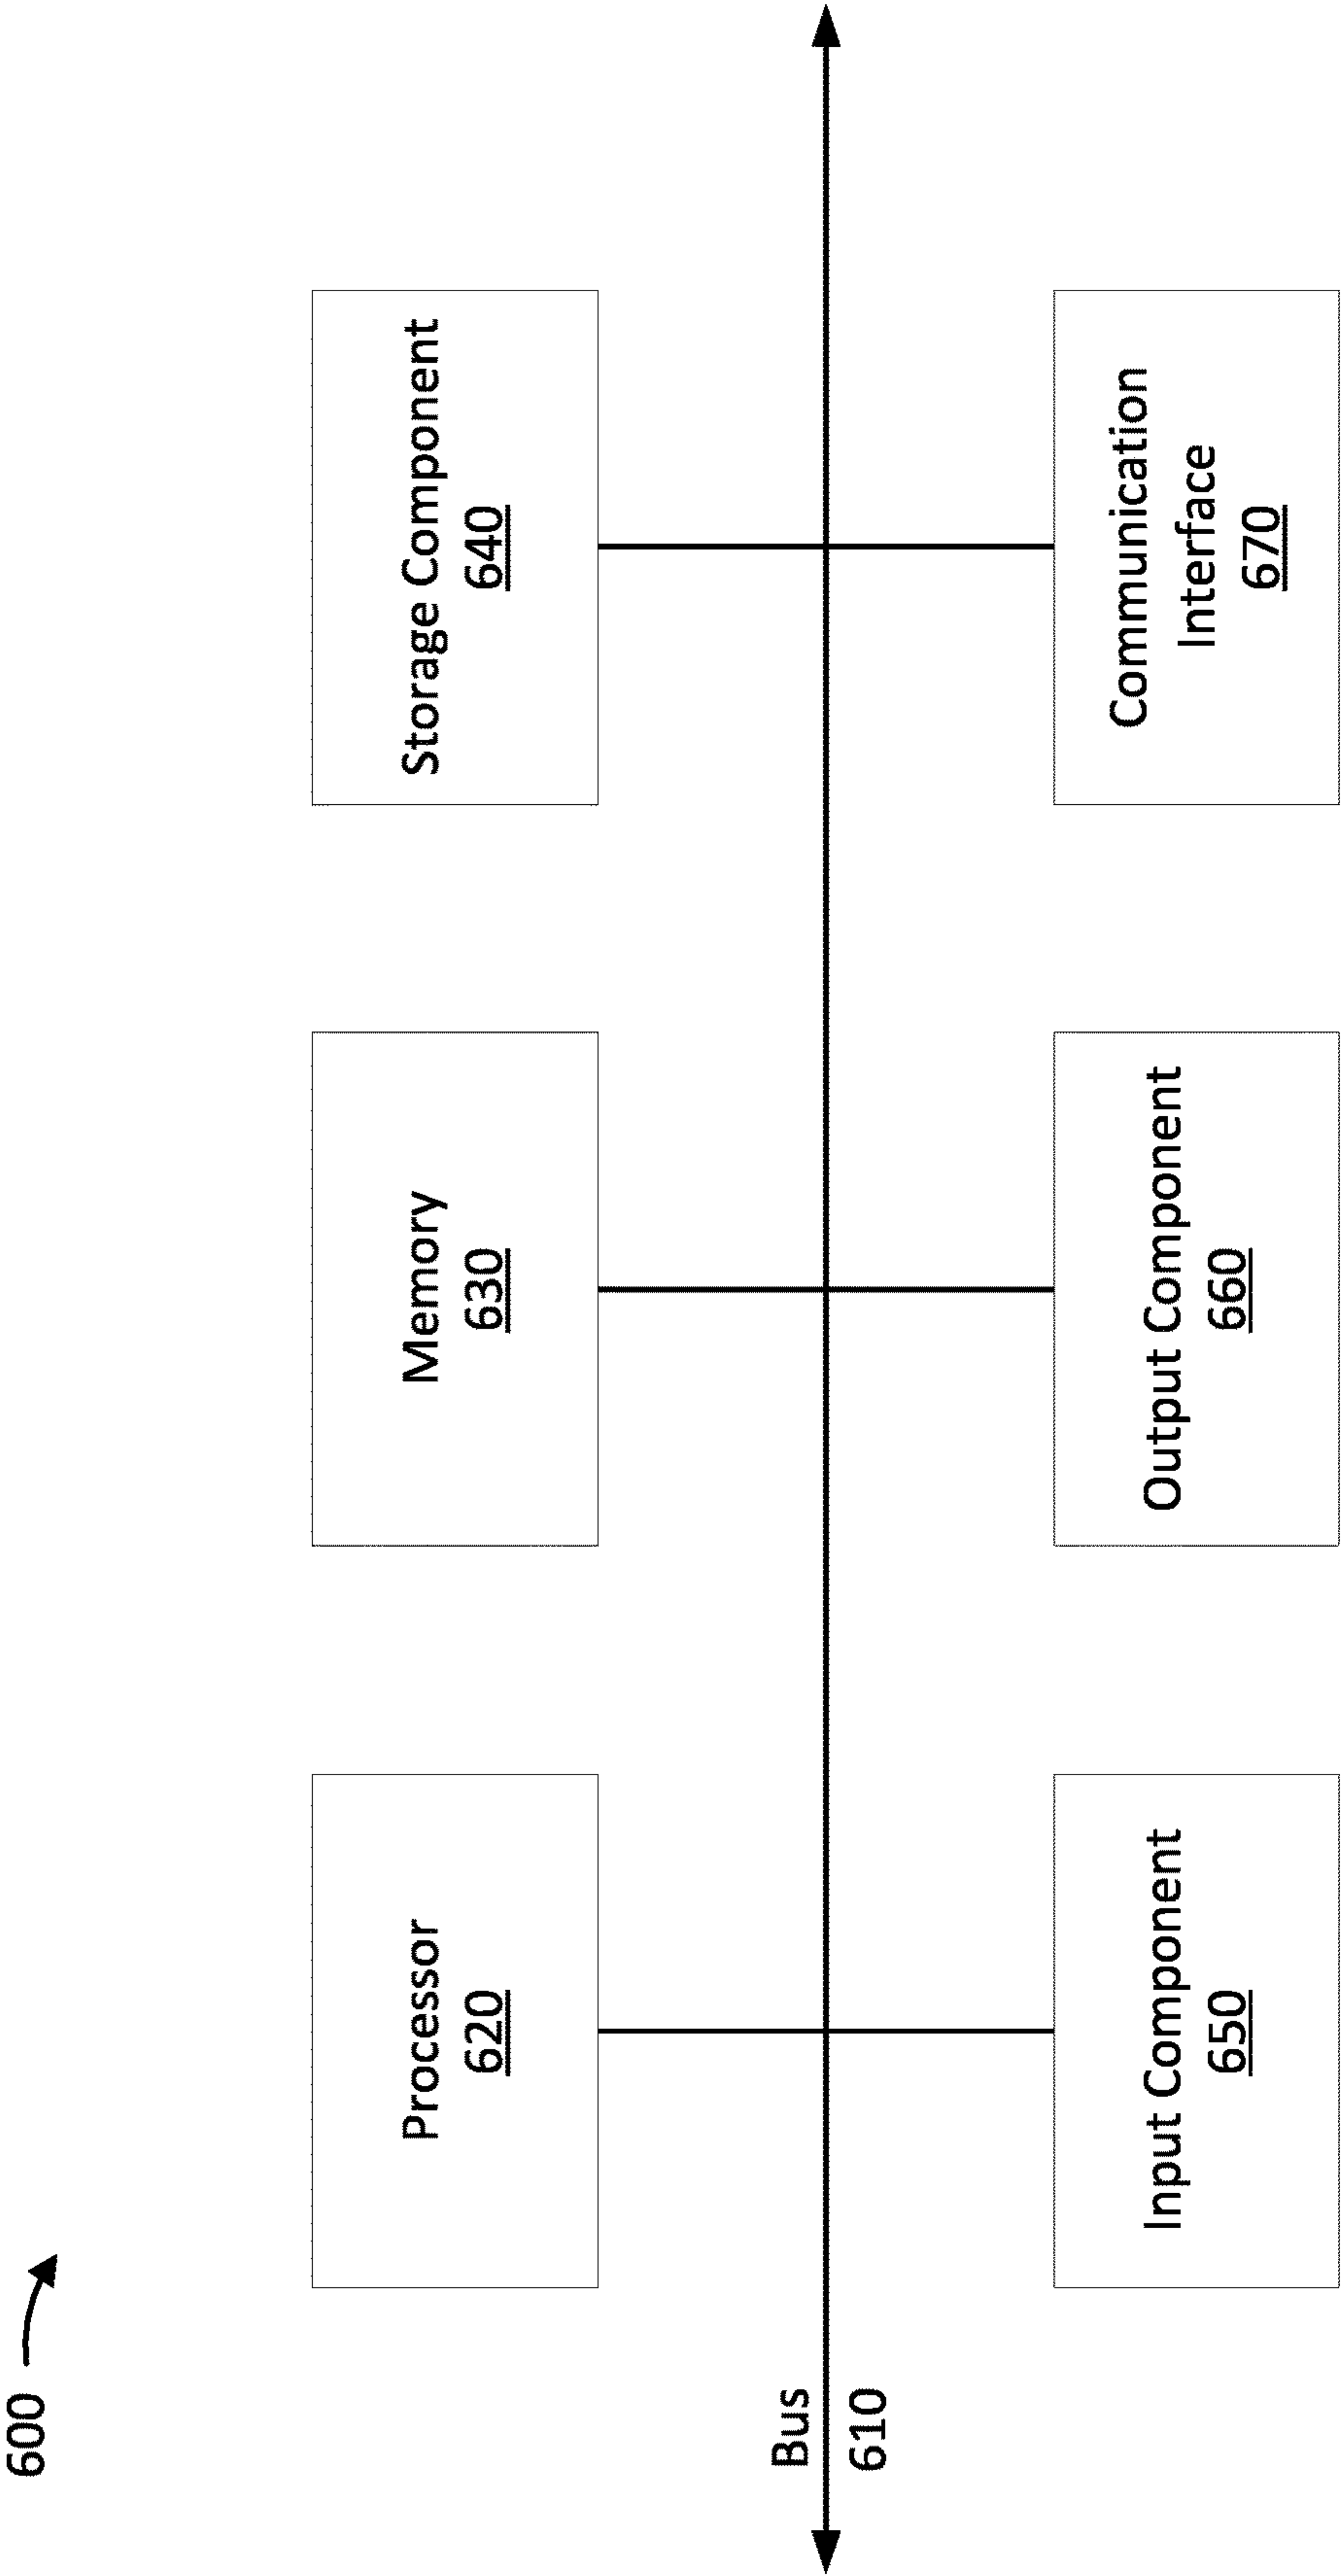 600
Processor
620
Memory
630
Storage Component
640
Bus
610
Input Component
650
Output Component
660
Communication
Interface
670